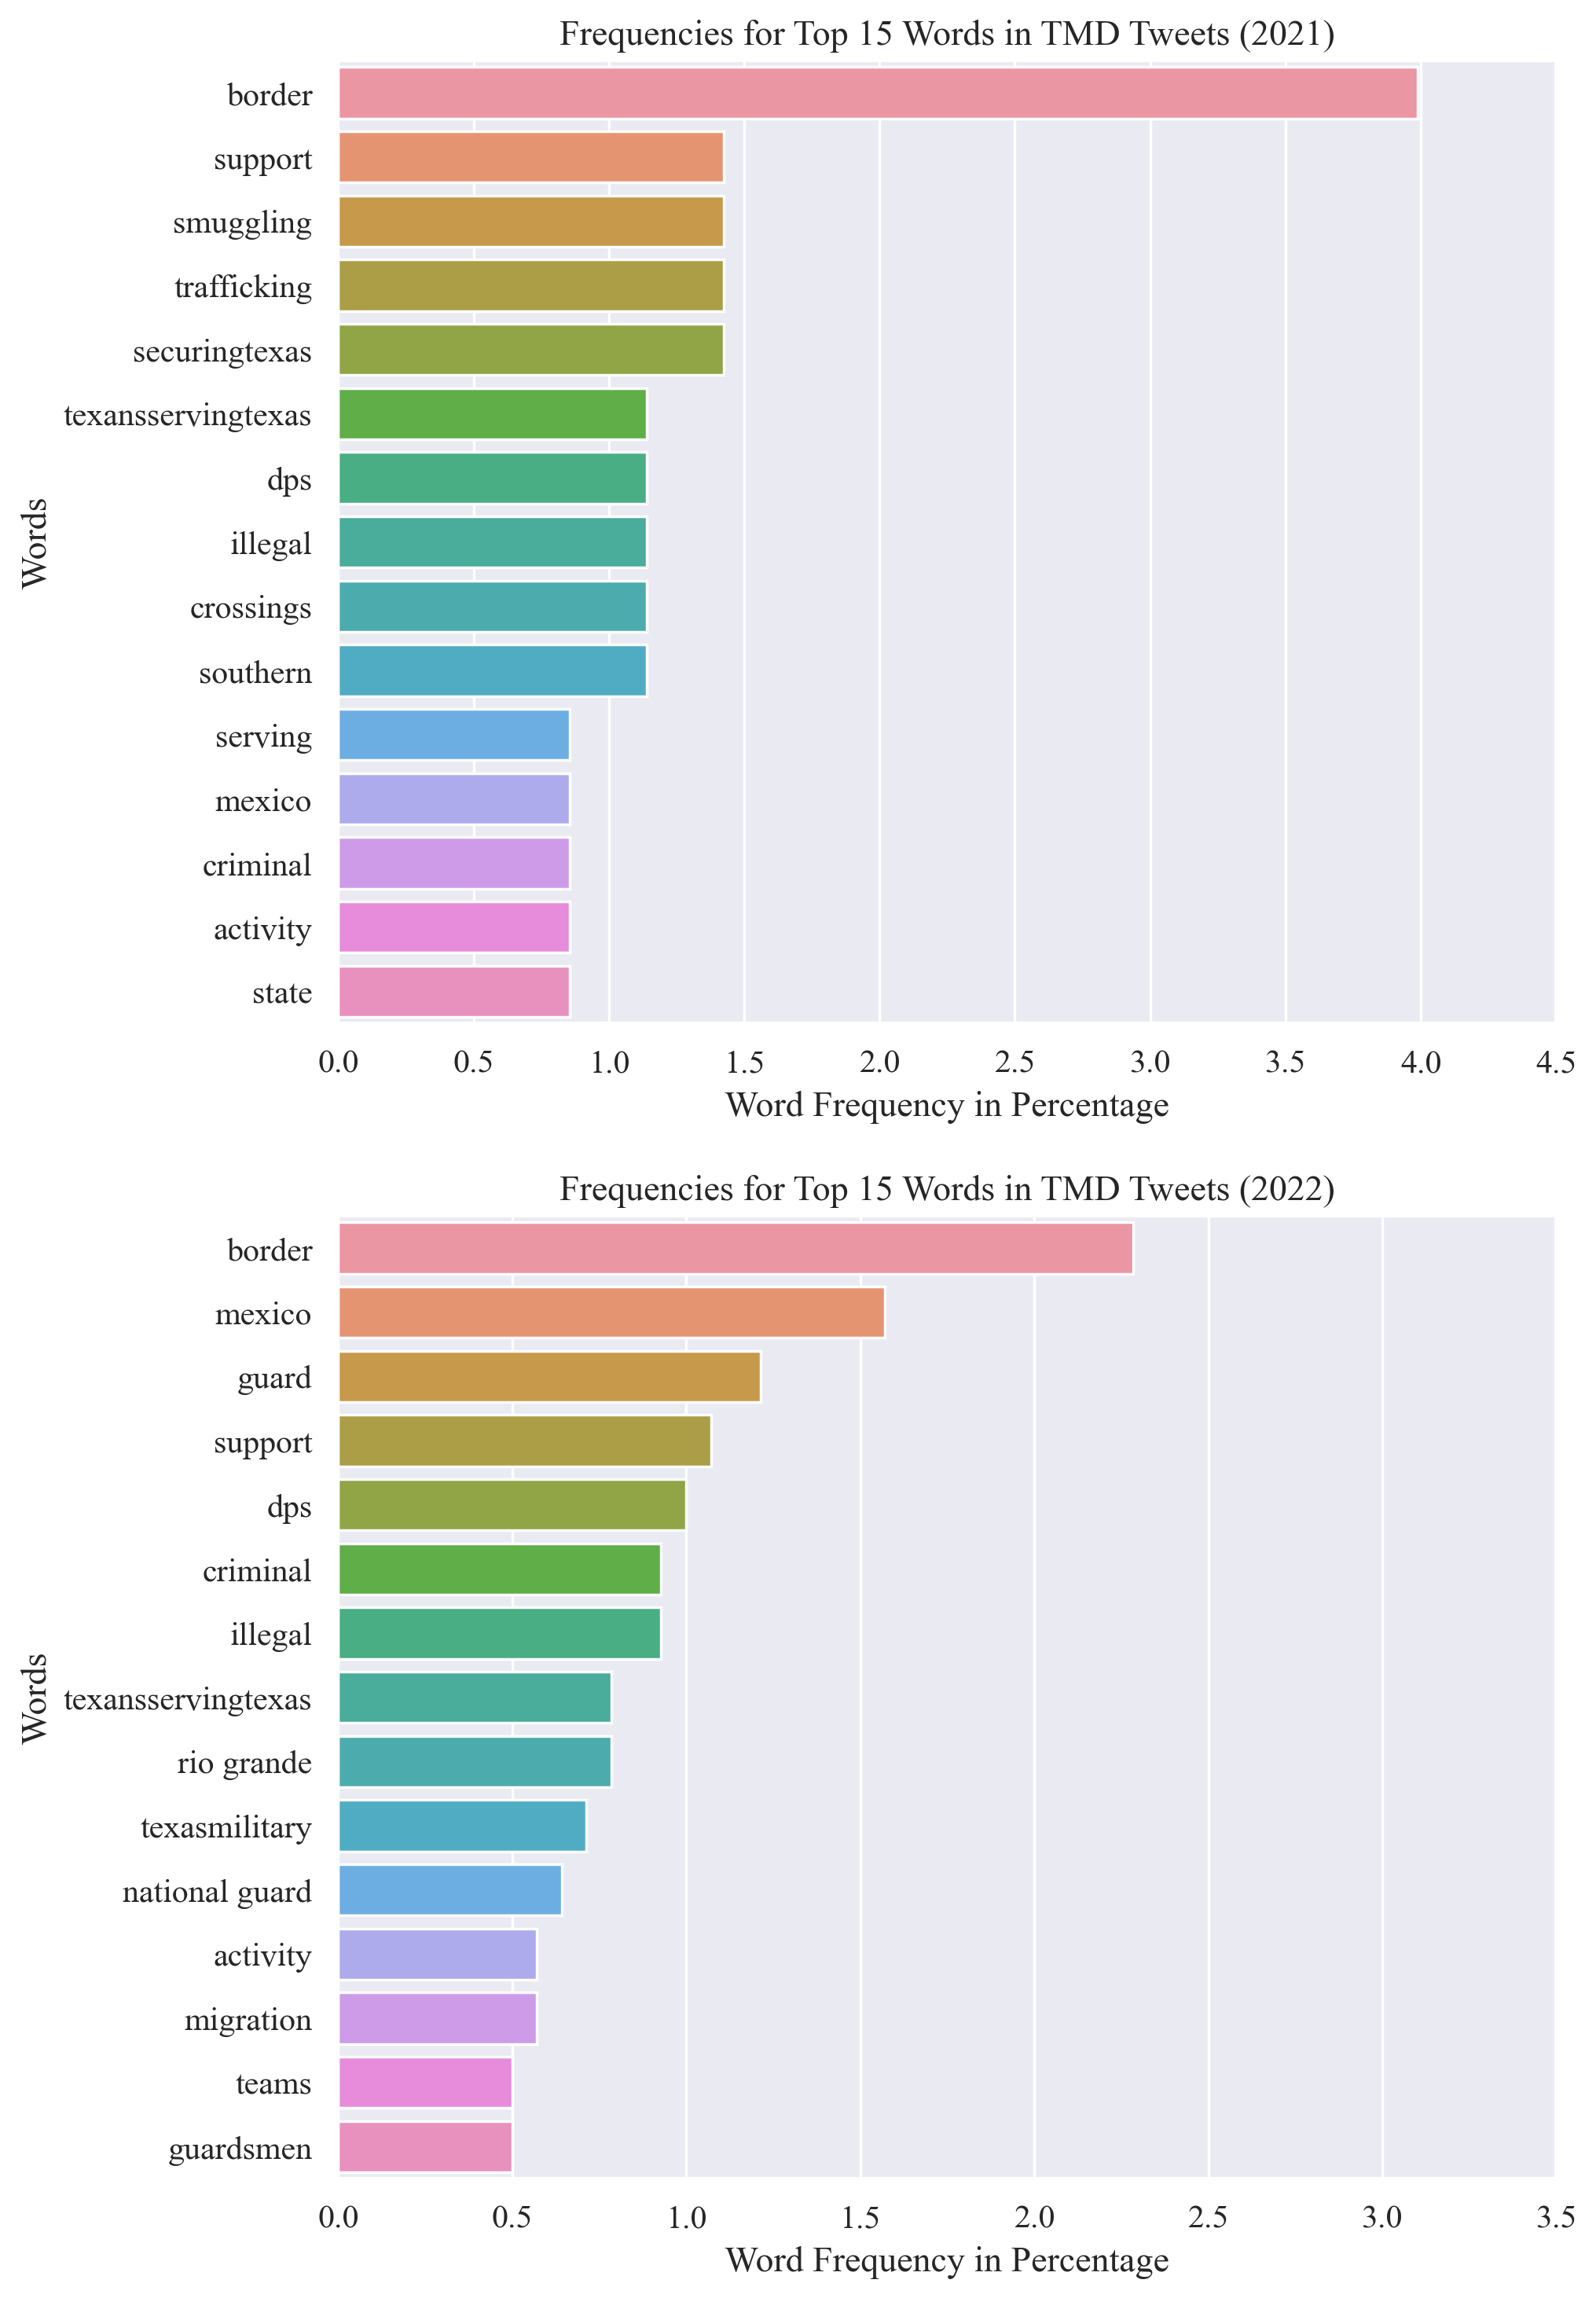 Frequencies for Top 15 Words in TMD Tweets (2021)
Words
border
support
smuggling
trafficking
securingtexas
texansservingtexas
dps
illegal
crossings
southern
serving
mexico
criminal
activity
state
0.0 0.5 1.0 1.5 2.0 2.5 3.0 3.5 4.0 4.5
Word Frequency in Percentage
Frequencies for Top 15 Words in TMD Tweets (2022)
Words
border
mexico
guard
support
dps
criminal
illegal
texansservingtexas
rio grande
texasmilitary
national guard
activity
migration
teams
guardsmen
0.0 0.5 1.0 1.5 2.0 2.5 3.0 3.5
Word Frequency in Percentage